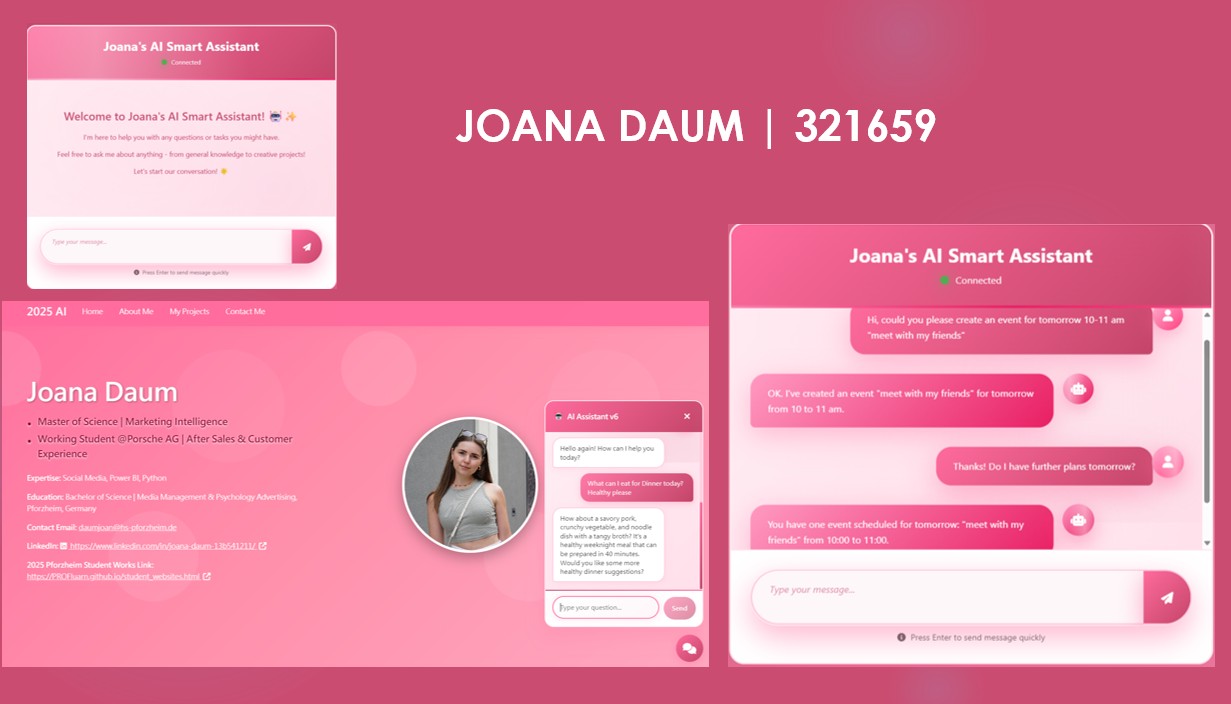 Joana's AI Smart Assistant
Connected
Welcome to Joana's AI Smart Assistant!
I'm here to help you with any questions or tasks you might have.
Feel free to ask me about anything - from general knowledge to creative projects!
Let's start our conversation!
Type your message...
Press Enter to send message quickly
JOANA DAUM | 321659
2025 AI Home About Me My Projects Contact Me
Joana Daum
• Master of Science | Marketing Intelligence
• Working Student @Porsche AG | After Sales & Customer
Experience
Expertise: Social Media, Power BI, Python
Education: Bachelor of Science | Media Management & Psychology Advertising,
Pforzheim, Germany
Contact Email: daumjoan@hs-pforzheim.de
LinkedIn: https://www.linkedin.com/in/joana-daum-13b541211/
2025 Pforzheim Student Works Link:
https://PROFluam.github.io/student_websites.html
AI Assistant v6 ×
Hello again! How can I help you
today?
What can I eat for Dinner today?
Healthy please
How about a savory pork,
crunchy vegetable, and noodle
dish with a tangy broth? It's a
healthy weeknight meal that can
be prepared in 40 minutes.
Would you like some more
healthy dinner suggestions?
Type your question...
Send
Joana's AI Smart Assistant
Connected
Hi, could you please create an event for tomorrow 10-11 am
"meet with my friends"
OK. I've created an event "meet with my friends" for tomorrow
from 10 to 11 am.
Thanks! Do I have further plans tomorrow?
You have one event scheduled for tomorrow: "meet with my
friends" from 10:00 to 11:00.
Type your message...
Press Enter to send message quickly